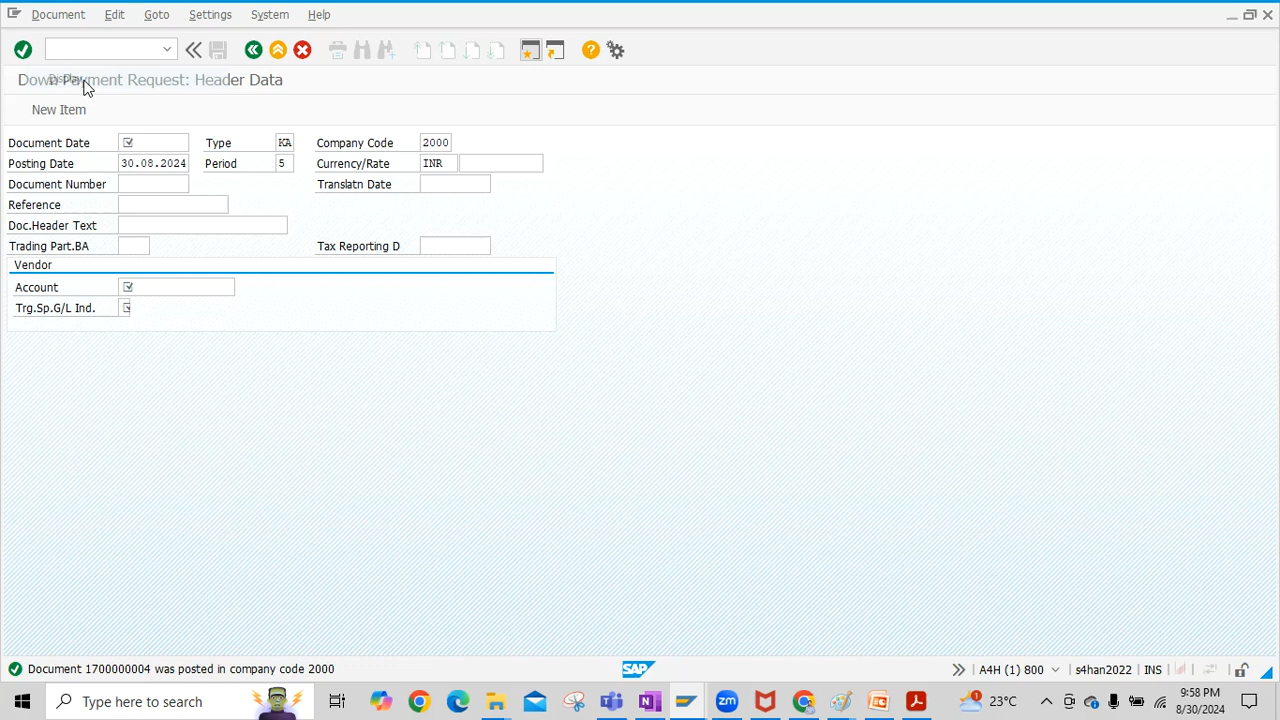 Document Edit Goto Settings System Help
Down Payment Request: Header Data
Display
New Item
Document Date Type KA Company Code 2000
Posting Date 30.08.2024 Period 5 Currency/Rate INR
Document Number Translatn Date
Reference
Doc.Header Text
Trading Part.BA Tax Reporting D
Vendor
Account
Trg.Sp.G/L Ind.
Document 1700000004 was posted in company code 2000 SAP A4H (1) 800 s4han2022 INS
Type here to search 1 23°C 9:58 PM
8/30/2024